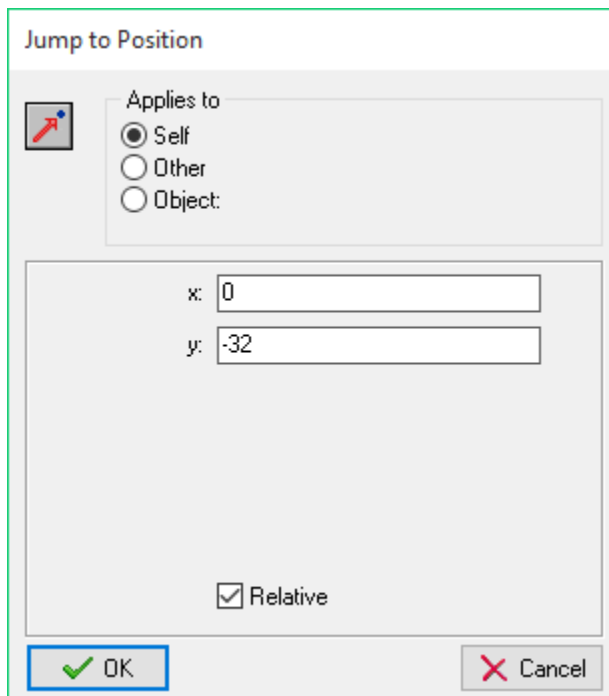 Jump to Position
Applies to
Self
Other
Object:
x: 0
y: -32
Relative
OK
Cancel